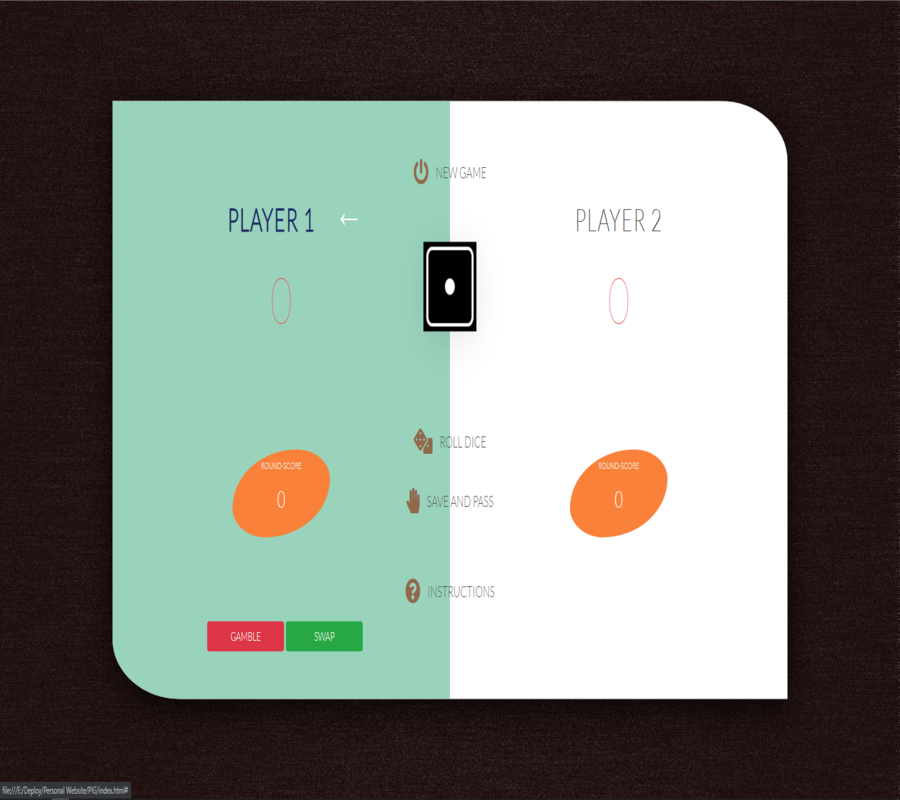 NEW GAME
PLAYER 1 ←
PLAYER 2
0
0
ROLL DICE
ROUND-SCORE
0
ROUND-SCORE
0
SAVE AND PASS
INSTRUCTIONS
GAMBLE
SWAP
file:///E:/Deploy/Personal Website/PIG/index.html#